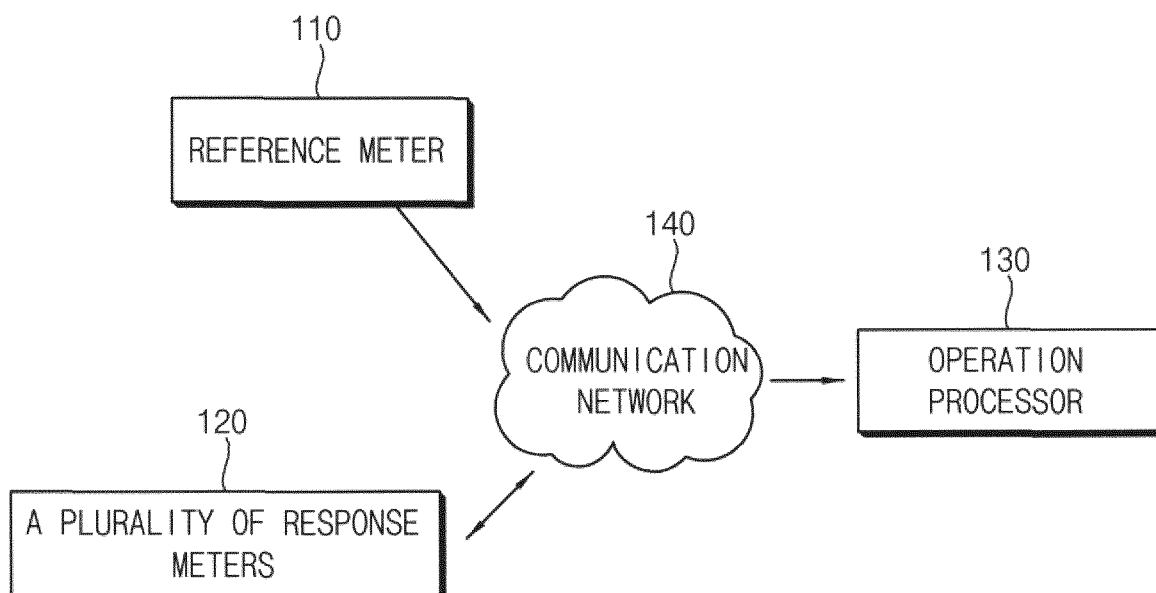 110
REFERENCE METER
140
COMMUNICATION
NETWORK
130
OPERATION
PROCESSOR
120
A PLURALITY OF RESPONSE
METERS